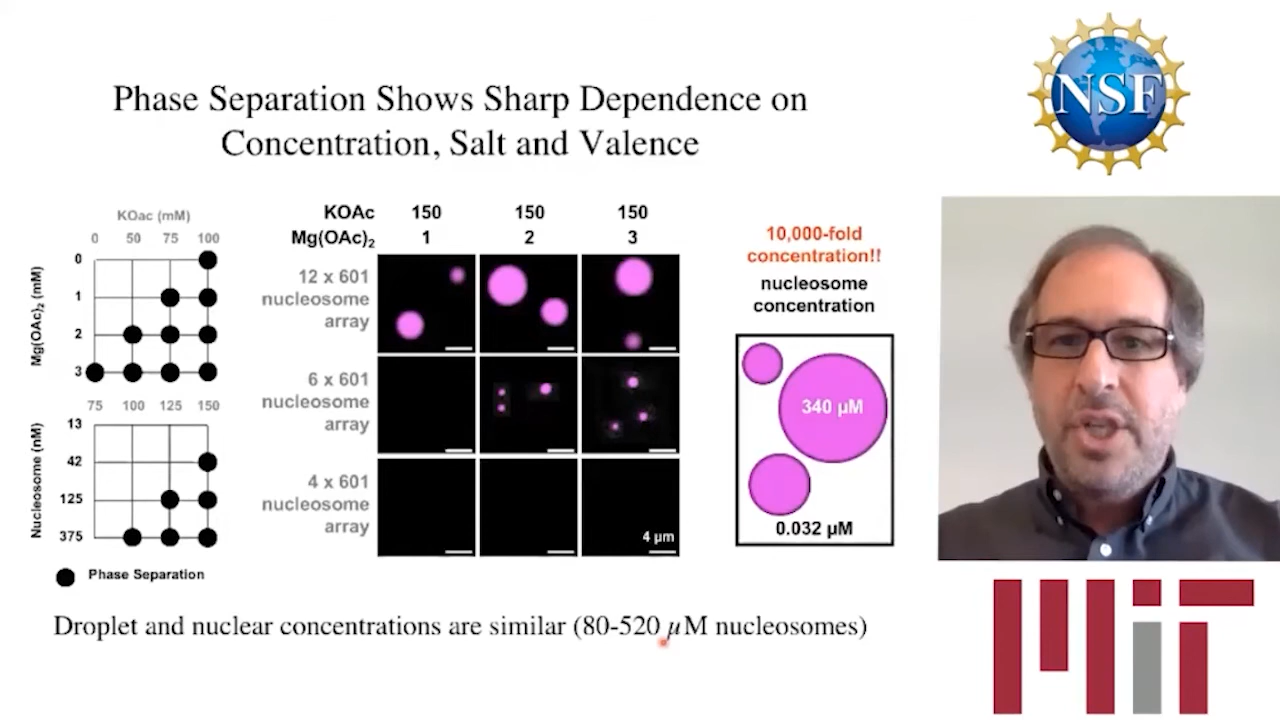 Phase Separation Shows Sharp Dependence on
Concentration, Salt and Valence
KOac (mM)
0 50 75 100
Mg(OAc)₂ (mM)
0
1
2
3
75 100 125 150
Nucleosome (nM)
13
42
125
375
Phase Separation
KOAc 150 150 150
Mg(OAc)₂ 1 2 3
12 x 601
nucleosome
array
6 x 601
nucleosome
array
4 x 601
nucleosome
array
4 μm
10,000-fold
concentration!!
nucleosome
concentration
340 μM
0.032 μM
Droplet and nuclear concentrations are similar (80-520 μM nucleosomes)
NSF
MIT